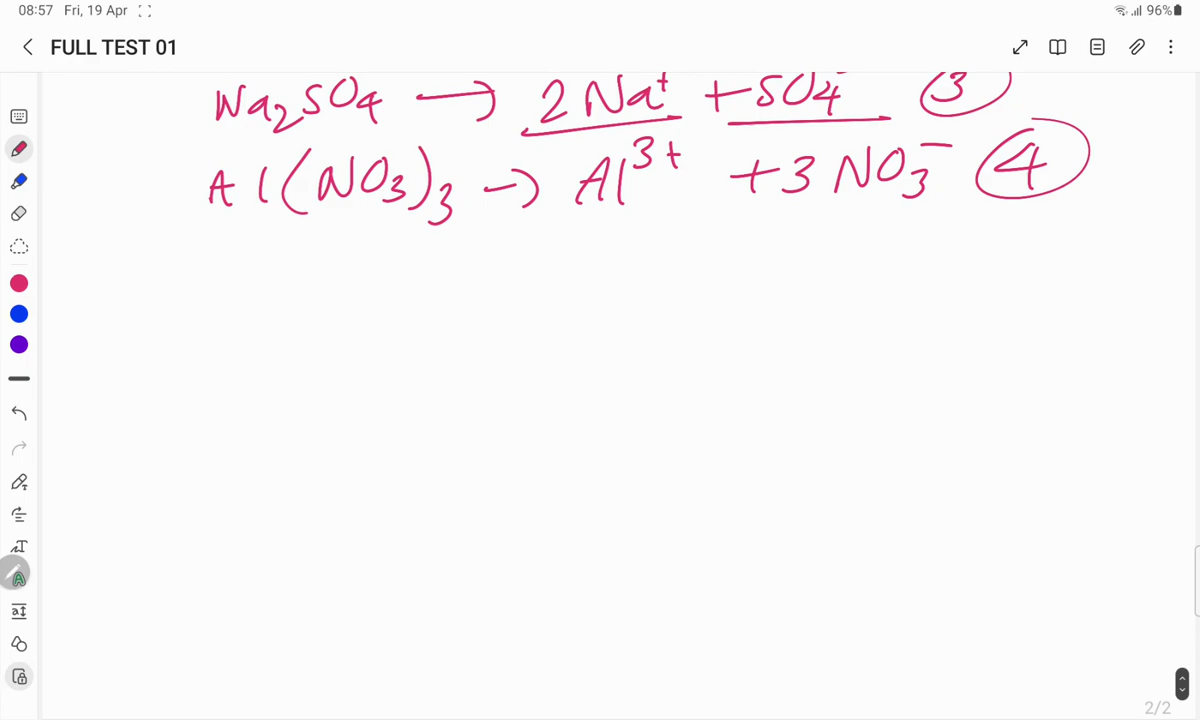 08:57 Fri, 19 Apr 96%
FULL TEST 01
Na2SO4 → 2Na⁺ + SO4⁻ 3
Al(NO3)3 → Al³⁺ + 3NO3⁻ 4
2/2